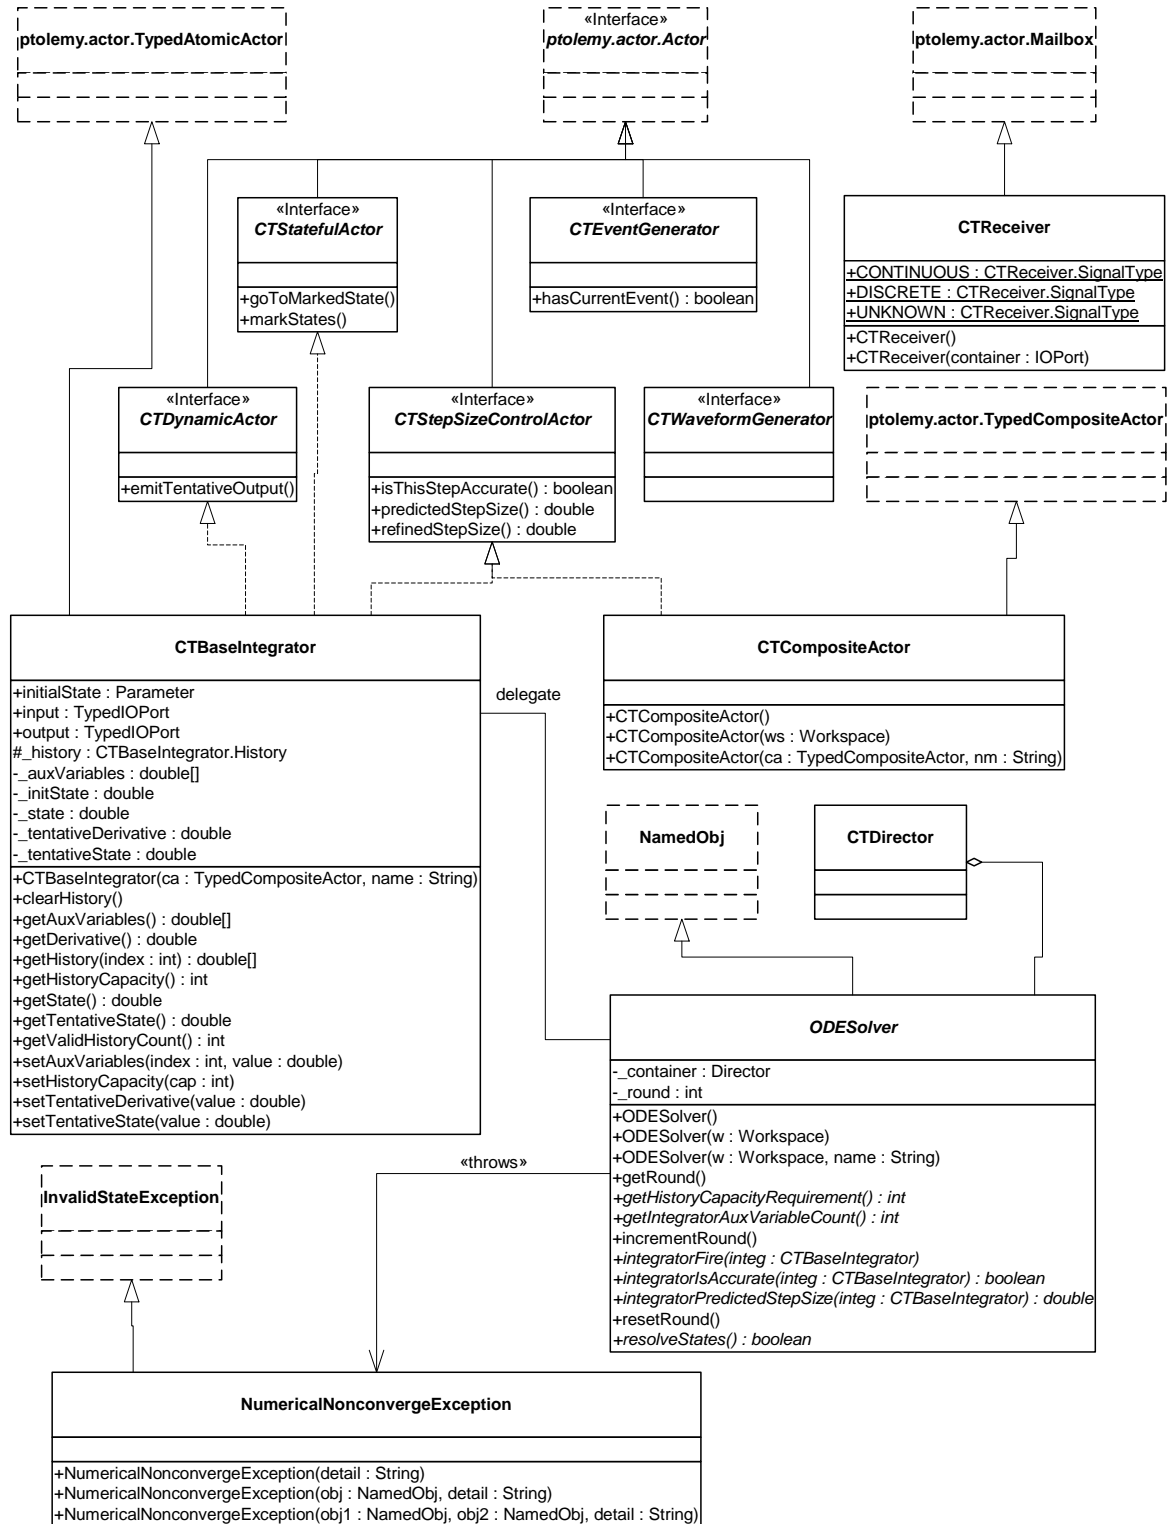 ptolemy.actor.TypedAtomicActor
«Interface»
ptolemy.actor.Actor
ptolemy.actor.Mailbox
«Interface»
CTStatefulActor
+goToMarkedState()
+markStates()
«Interface»
CTEventGenerator
+hasCurrentEvent() : boolean
CTReceiver
+CONTINUOUS : CTReceiver.SignalType
+DISCRETE : CTReceiver.SignalType
+UNKNOWN : CTReceiver.SignalType
+CTReceiver()
+CTReceiver(container : IOPort)
«Interface»
CTDynamicActor
+emitTentativeOutput()
«Interface»
CTStepSizeControlActor
+isThisStepAccurate() : boolean
+predictedStepSize() : double
+refinedStepSize() : double
«Interface»
CTWaveformGenerator
ptolemy.actor.TypedCompositeActor
CTBaseIntegrator
+initialState : Parameter
+input : TypedIOPort
+output : TypedIOPort
#_history : CTBaseIntegrator.History
-_auxVariables : double[]
-_initState : double
-_state : double
-_tentativeDerivative : double
-_tentativeState : double
+CTBaseIntegrator(ca : TypedCompositeActor, name : String)
+clearHistory()
+getAuxVariables() : double[]
+getDerivative() : double
+getHistory(index : int) : double[]
+getHistoryCapacity() : int
+getState() : double
+getTentativeState() : double
+getValidHistoryCount() : int
+setAuxVariables(index : int, value : double)
+setHistoryCapacity(cap : int)
+setTentativeDerivative(value : double)
+setTentativeState(value : double)
delegate
CTCompositeActor
+CTCompositeActor()
+CTCompositeActor(ws : Workspace)
+CTCompositeActor(ca : TypedCompositeActor, nm : String)
NamedObj
CTDirector
ODESolver
-_container : Director
-_round : int
+ODESolver()
+ODESolver(w : Workspace)
+ODESolver(w : Workspace, name : String)
+getRound()
+getHistoryCapacityRequirement() : int
+getIntegratorAuxVariableCount() : int
+incrementRound()
+integratorFire(integ : CTBaseIntegrator)
+integratorIsAccurate(integ : CTBaseIntegrator) : boolean
+integratorPredictedStepSize(integ : CTBaseIntegrator) : double
+resetRound()
+resolveStates() : boolean
«throws»
InvalidStateException
NumericalNonconvergeException
+NumericalNonconvergeException(detail : String)
+NumericalNonconvergeException(obj : NamedObj, detail : String)
+NumericalNonconvergeException(obj1 : NamedObj, obj2 : NamedObj, detail : String)